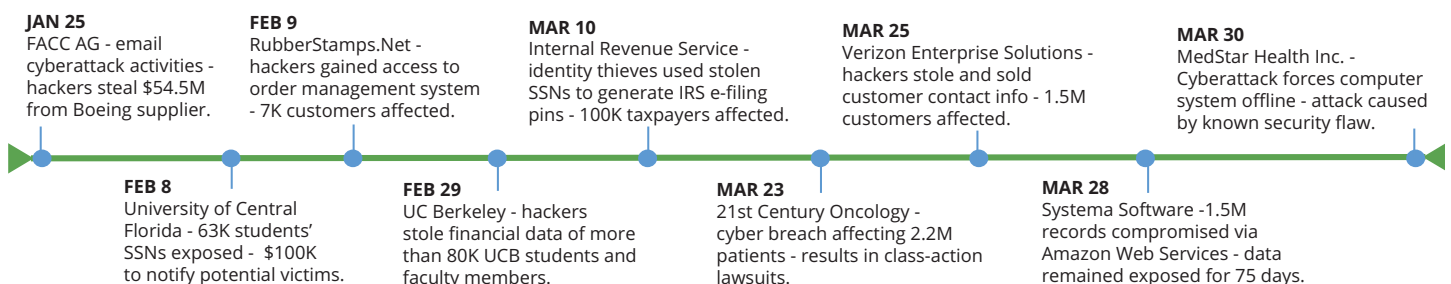 JAN 25
FACC AG - email
cyberattack activities -
hackers steal $54.5M
from Boeing supplier.
FEB 9
RubberStamps.Net -
hackers gained access to
order management system
- 7K customers affected.
MAR 10
Internal Revenue Service -
identity thieves used stolen
SSNs to generate IRS e-filing
pins - 100K taxpayers affected.
MAR 25
Verizon Enterprise Solutions -
hackers stole and sold
customer contact info - 1.5M
customers affected.
MAR 30
MedStar Health Inc. -
Cyberattack forces computer
system offline - attack caused
by known security flaw.
FEB 8
University of Central
Florida - 63K students’
SSNs exposed - $100K
to notify potential victims.
FEB 29
UC Berkeley - hackers
stole financial data of more
than 80K UCB students and
faculty members.
MAR 23
21st Century Oncology -
cyber breach affecting 2.2M
patients - results in class-action
lawsuits.
MAR 28
Systema Software -1.5M
records compromised via
Amazon Web Services - data
remained exposed for 75 days.